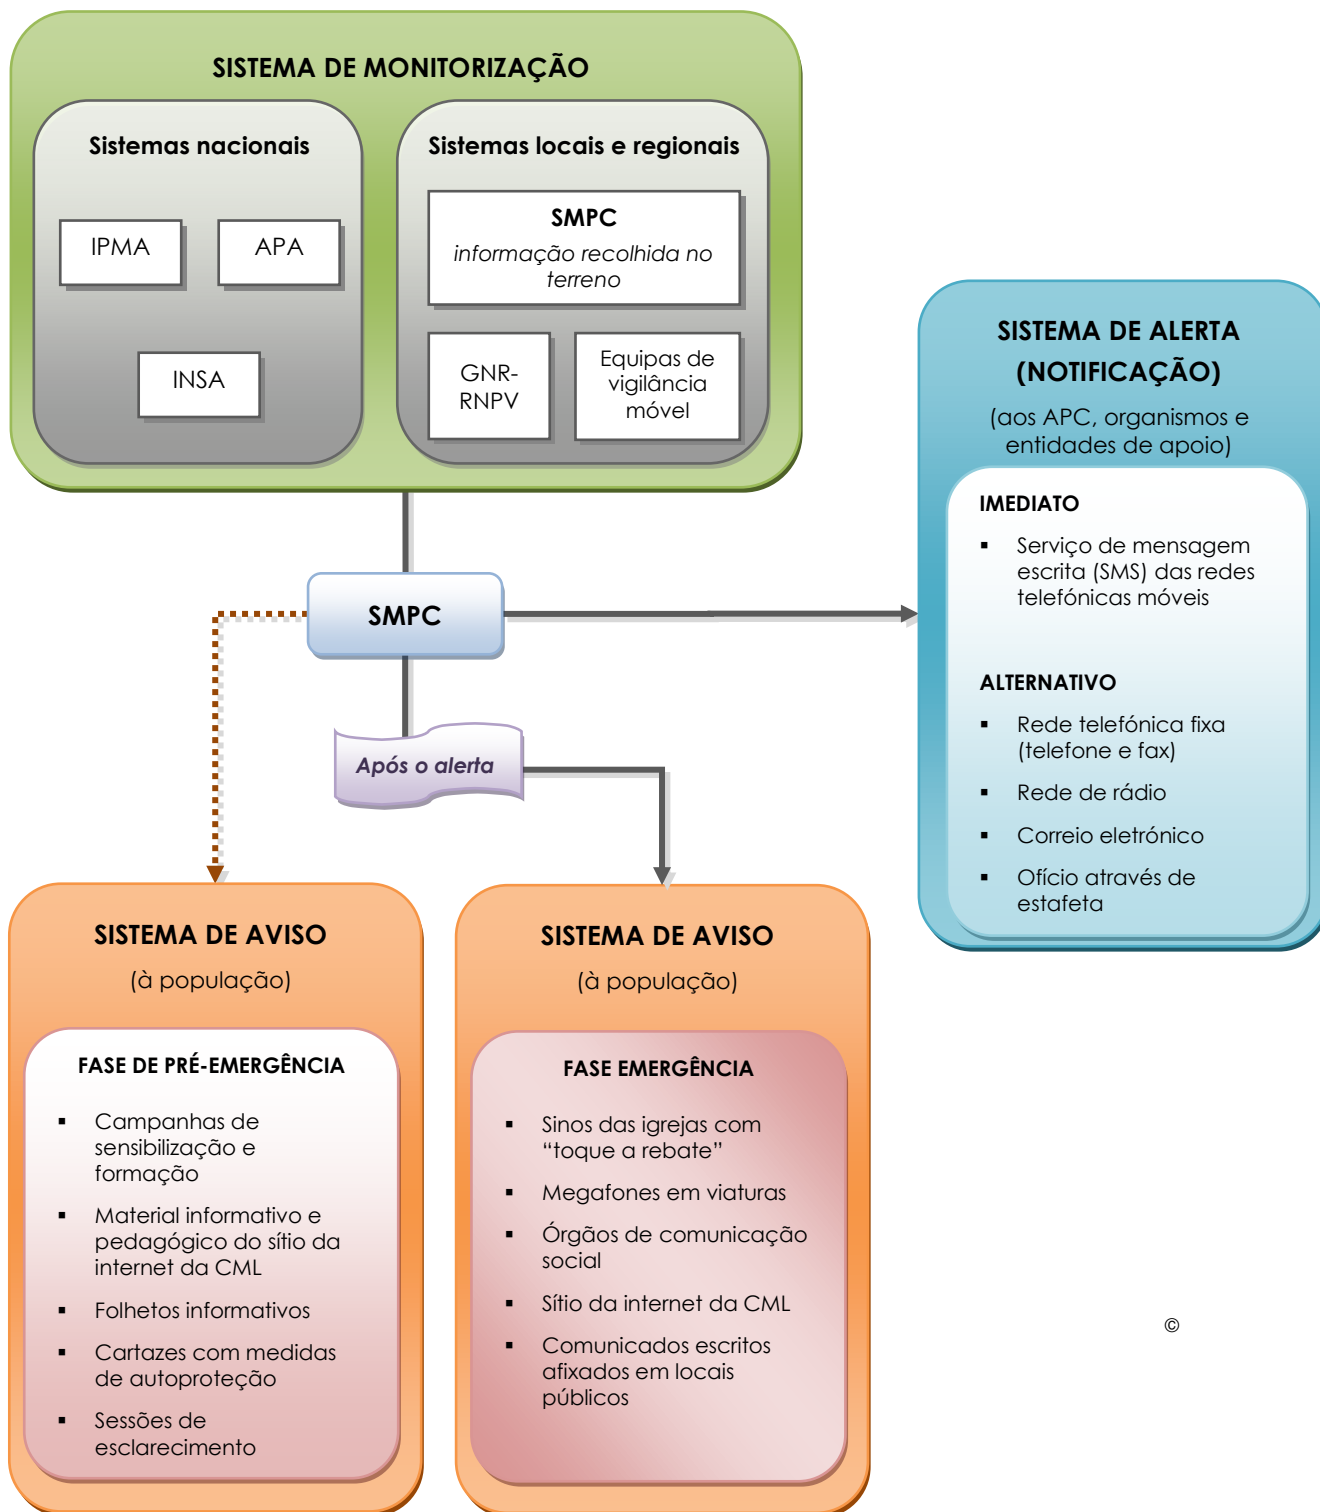 SISTEMA DE MONITORIZAÇÃO
Sistemas nacionais
IPMA
APA
INSA
Sistemas locais e regionais
SMPC
informação recolhida no
terreno
GNR-
RNPV
Equipas de
vigilância
móvel
SMPC
Após o alerta
SISTEMA DE ALERTA
(NOTIFICAÇÃO)
(aos APC, organismos e
entidades de apoio)
IMEDIATO
▪ Serviço de mensagem
escrita (SMS) das redes
telefónicas móveis
ALTERNATIVO
▪ Rede telefónica fixa
(telefone e fax)
▪ Rede de rádio
▪ Correio eletrónico
▪ Ofício através de
estafeta
SISTEMA DE AVISO
(à população)
FASE DE PRÉ-EMERGÊNCIA
▪ Campanhas de
sensibilização e
formação
▪ Material informativo e
pedagógico do sítio da
internet da CML
▪ Folhetos informativos
▪ Cartazes com medidas
de autoproteção
▪ Sessões de
esclarecimento
SISTEMA DE AVISO
(à população)
FASE EMERGÊNCIA
▪ Sinos das igrejas com
“toque a rebate”
▪ Megafones em viaturas
▪ Órgãos de comunicação
social
▪ Sítio da internet da CML
▪ Comunicados escritos
afixados em locais
públicos
©